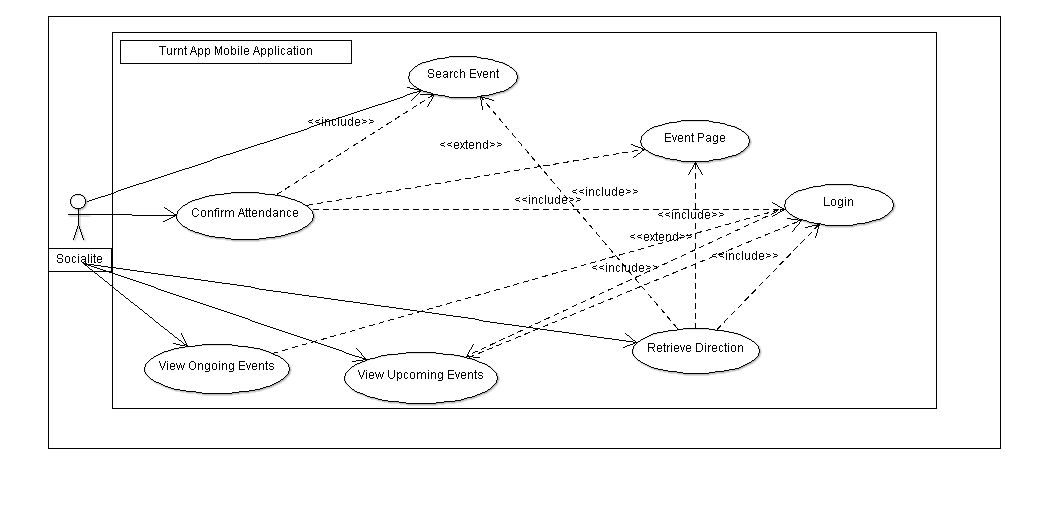 Turnt App Mobile Application
Search Event
<<include>>
Event Page
<<extend>>
<<include>>
<<include>>
Login
Confirm Attendance
<<include>>
<<extend>>
<<include>>
<<include>>
Socialite
Retrieve Direction
View Ongoing Events
View Upcoming Events